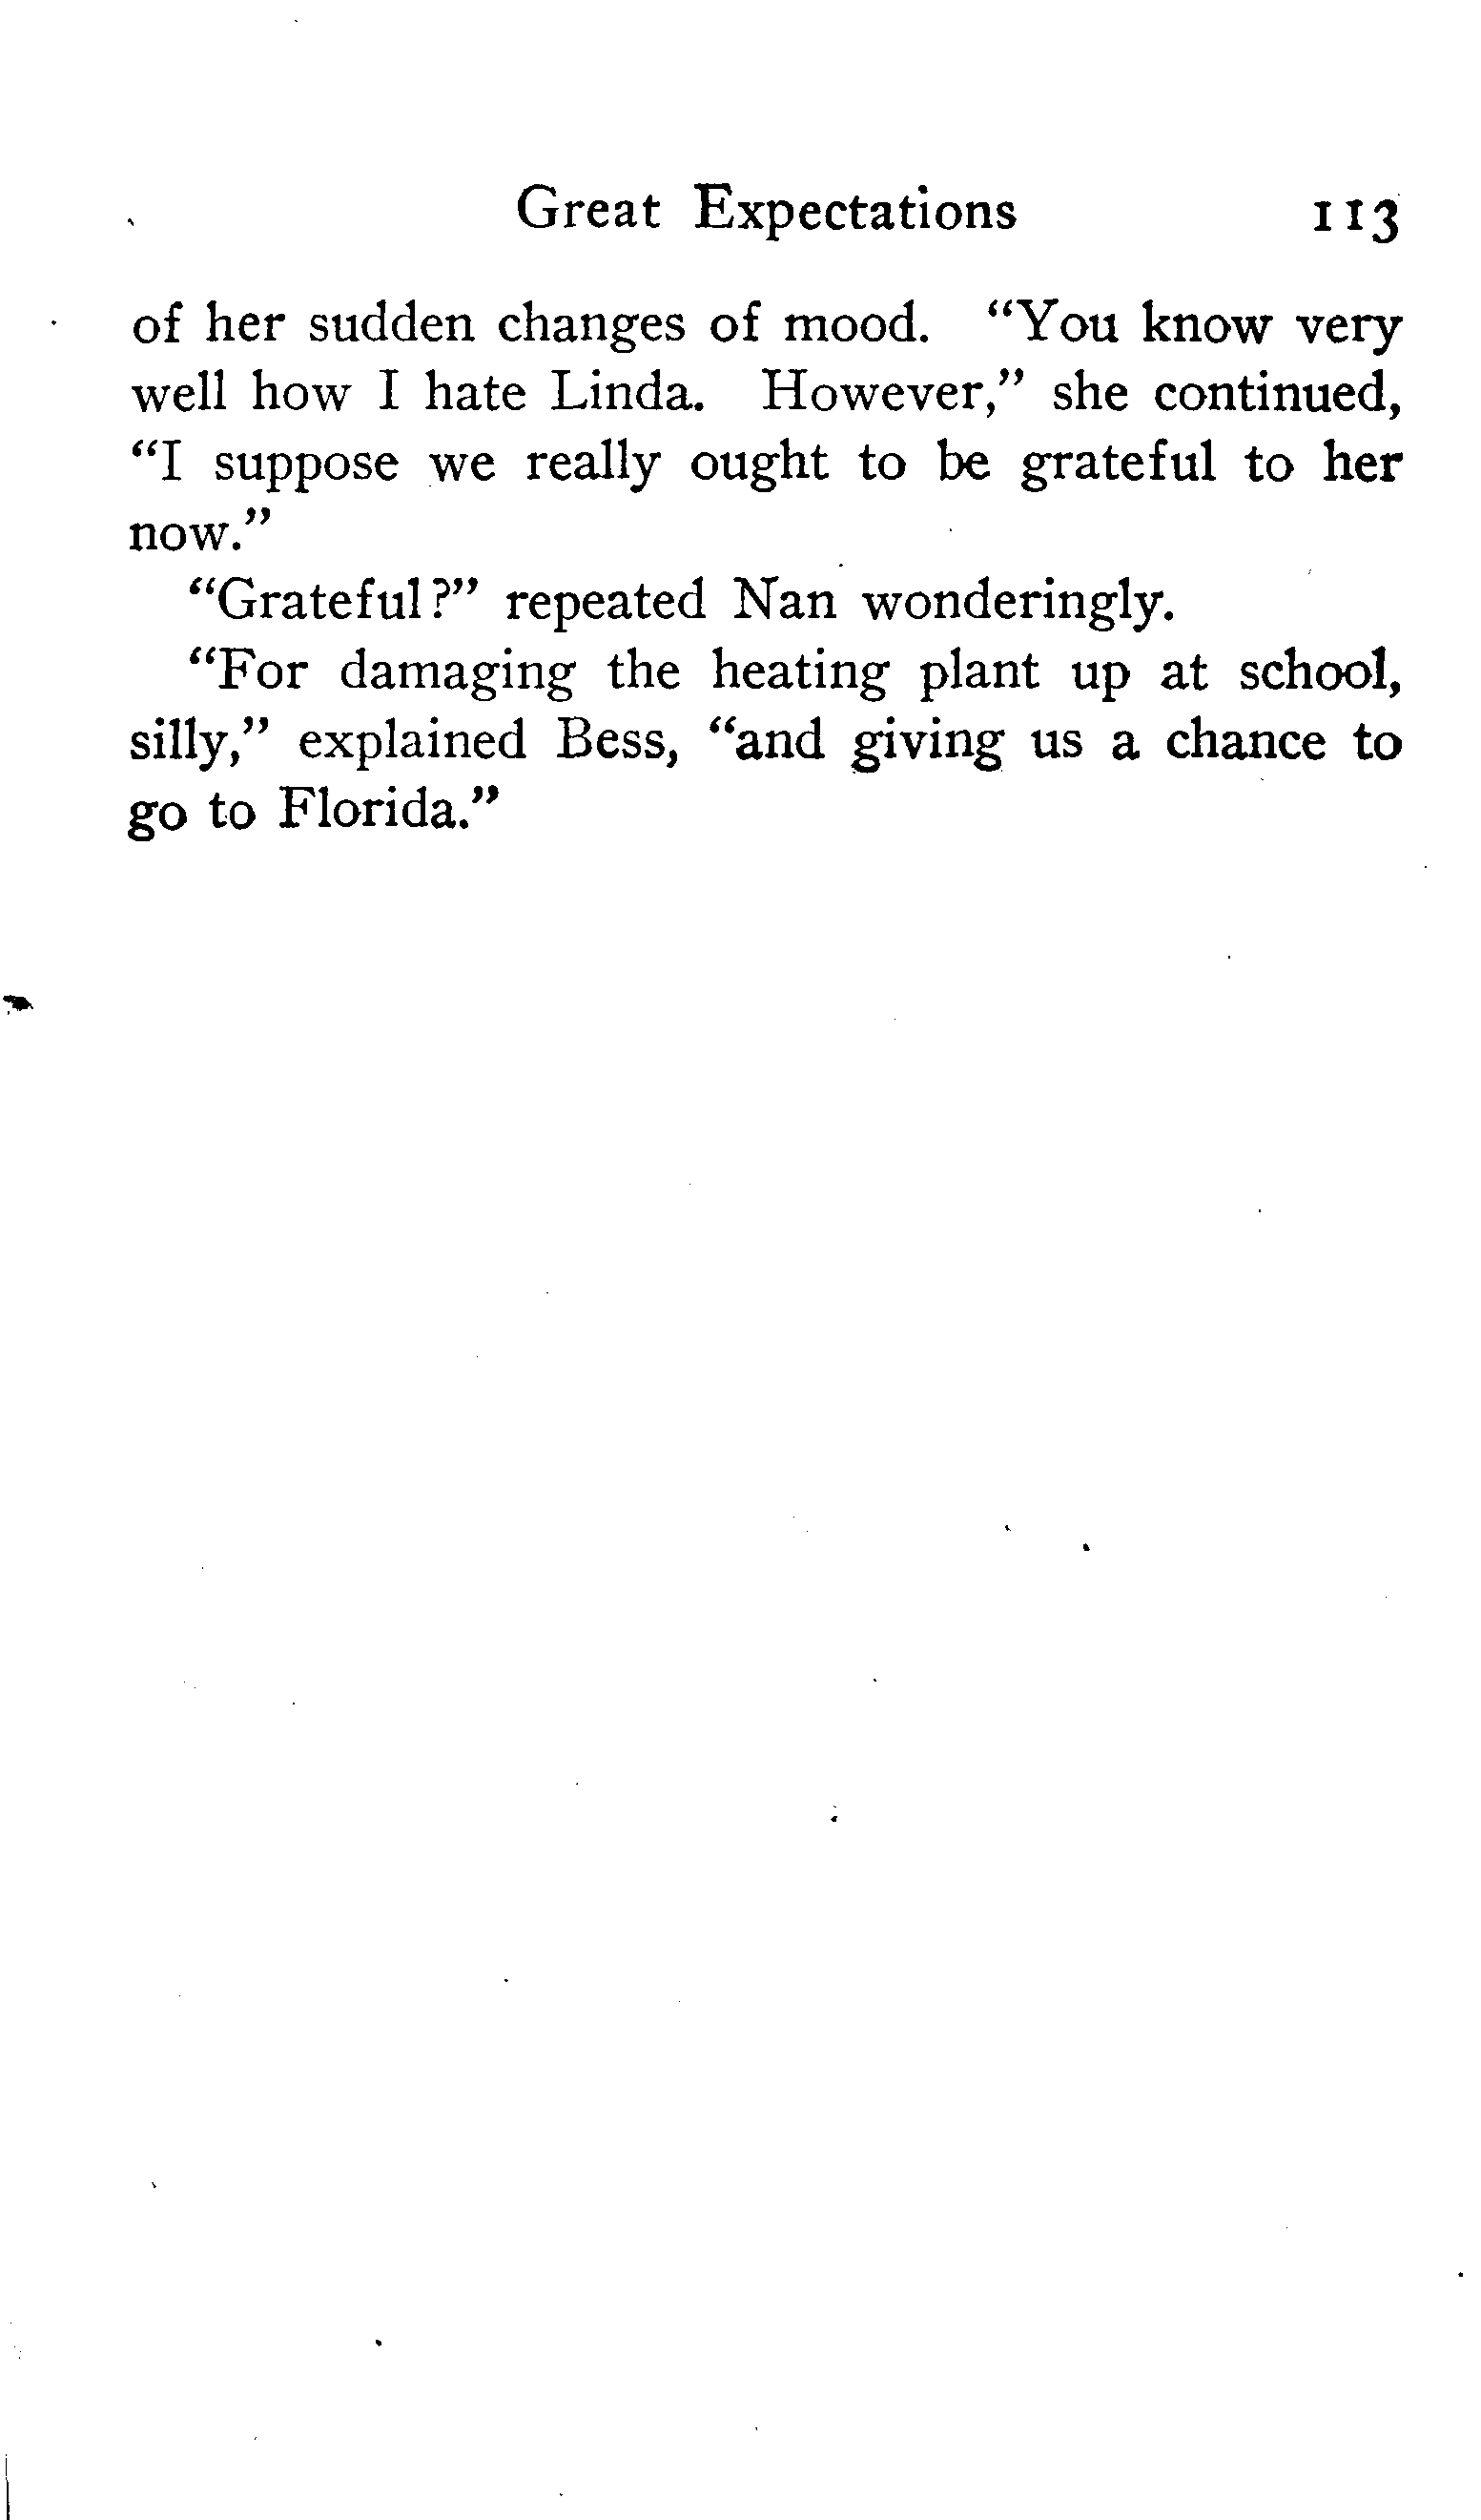 Great Expectations 113
of her sudden changes of mood. “You know very
well how I hate Linda. However,” she continued,
“I suppose we really ought to be grateful to her
now.”
“Grateful?” repeated Nan wonderingly.
“For damaging the heating plant up at school,
silly,” explained Bess, “and giving us a chance to
go to Florida.”